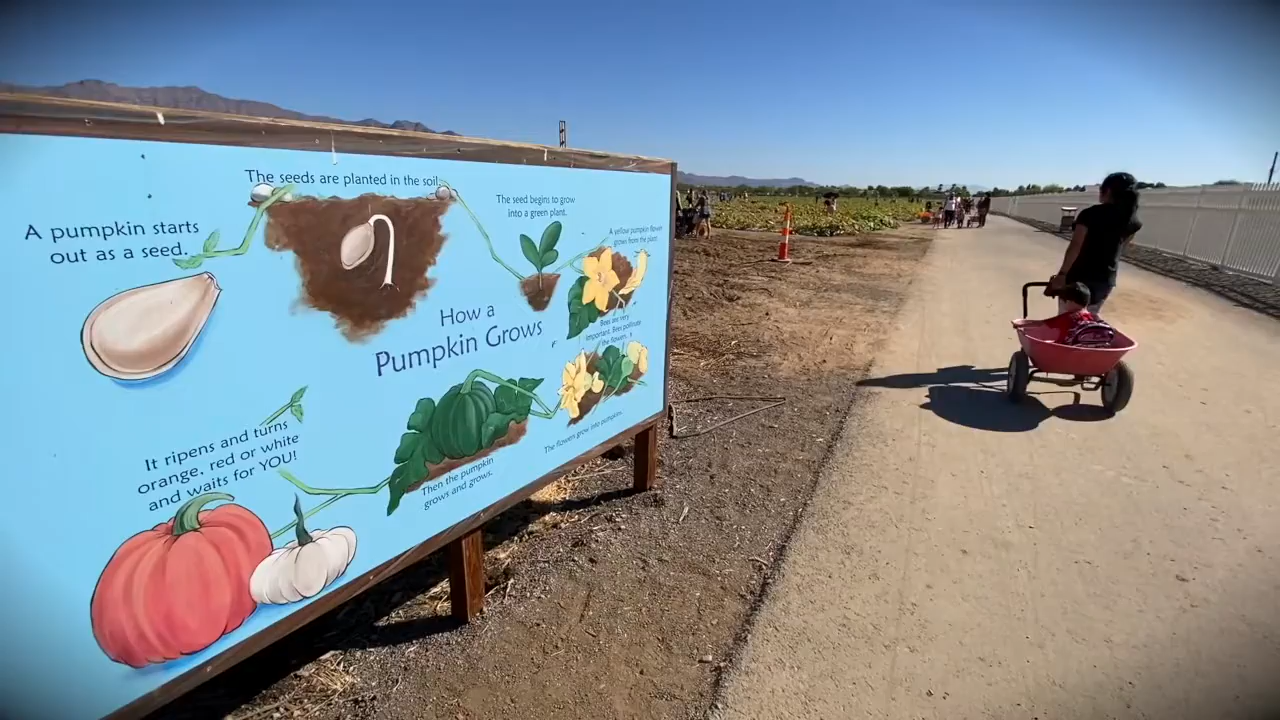 How a
Pumpkin Grows
A pumpkin starts
out as a seed.
The seeds are planted in the soil.
The seed begins to grow
into a green plant.
A yellow pumpkin flower
grows from the plant.
Bees are very
important. Bees pollinate
the flowers.
The flowers grow into pumpkins.
Then the pumpkin
grows and grows.
It ripens and turns
orange, red or white
and waits for YOU!